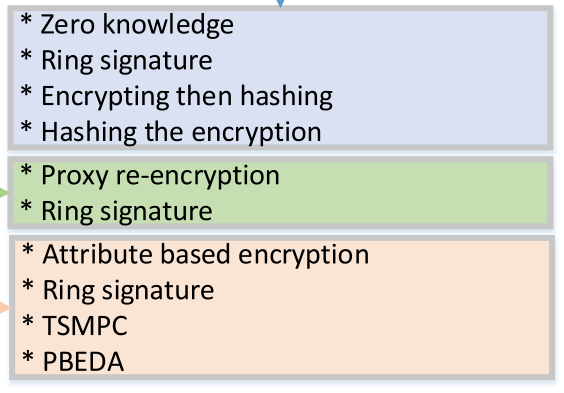 * Zero knowledge
* Ring signature
* Encrypting then hashing
* Hashing the encryption
* Proxy re-encryption
* Ring signature
* Attribute based encryption
* Ring signature
* TSMPC
* PBEDA